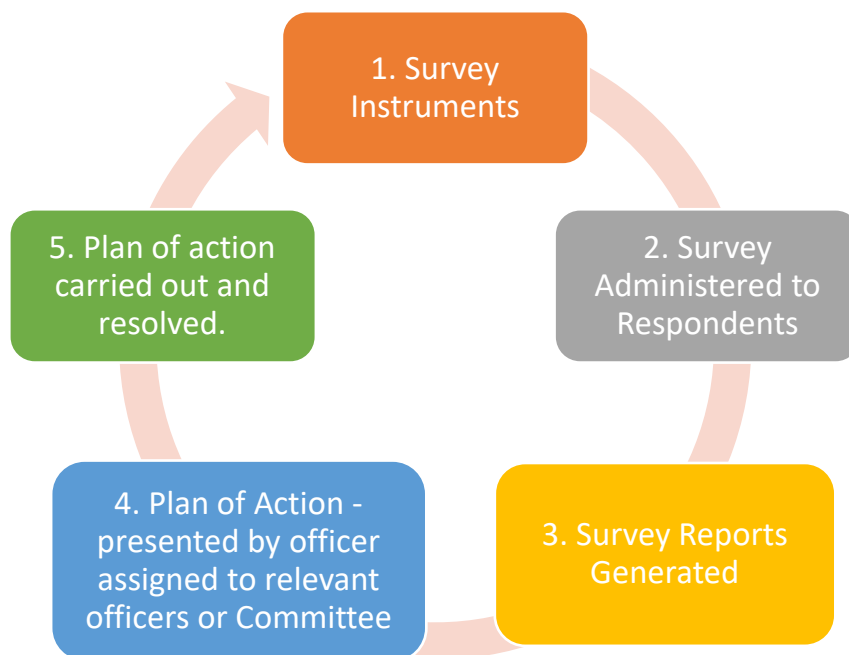 1. Survey
Instruments
2. Survey
Administered to
Respondents
3. Survey Reports
Generated
4. Plan of Action -
presented by officer
assigned to relevant
officers or Committee
5. Plan of action
carried out and
resolved.